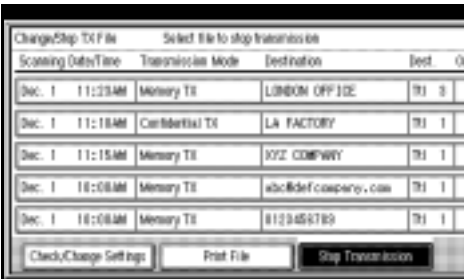 Change/Stop TX File Select file to stop transmission
Scanning Date/Time Transmission Mode Destination Dest.
Dec. 1 11:23AM Memory TX LONDON OFFICE Ttl 3
Dec. 1 11:18AM Confidential TX LA FACTORY Ttl 1
Dec. 1 11:15AM Memory TX XYZ COMPANY Ttl 1
Dec. 1 10:00AM Memory TX abc@defcompany.com Ttl 1
Dec. 1 10:00AM Memory TX 0123456789 Ttl 1
Check/Change Settings Print File Stop Transmission